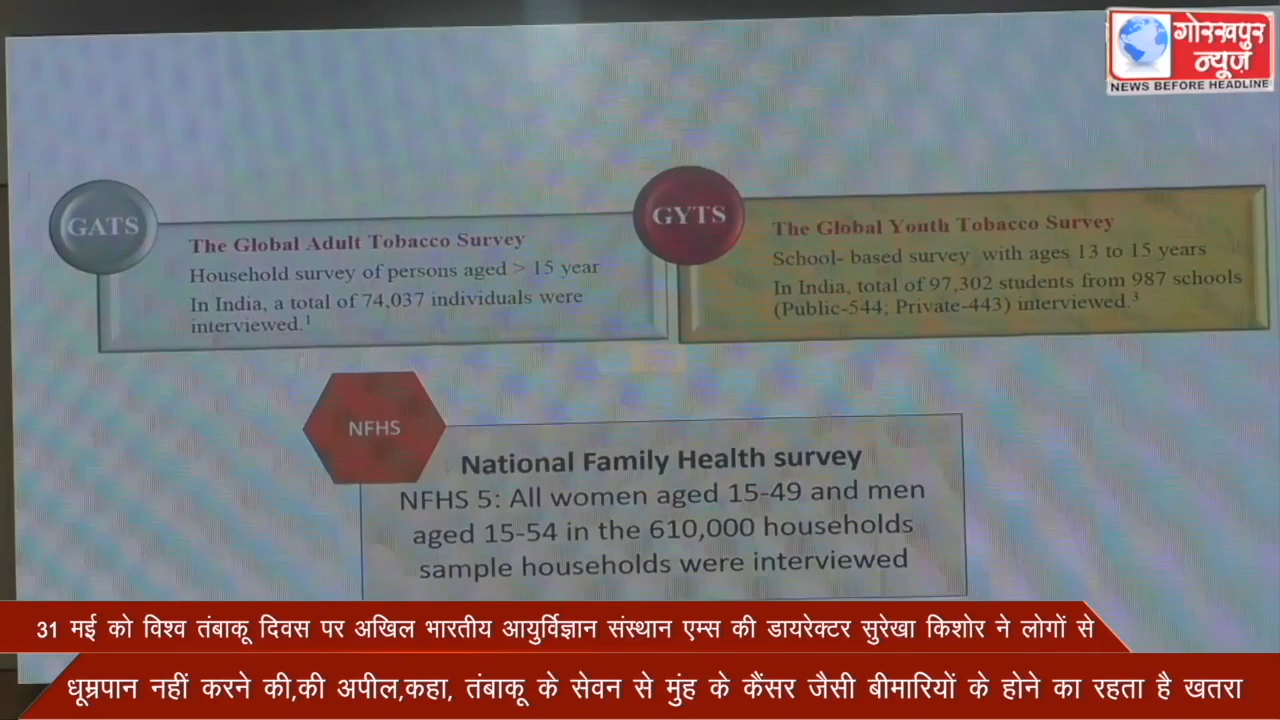 गोरखपुर
न्यूज़
NEWS BEFORE HEADLINE
GATS
The Global Adult Tobacco Survey
Household survey of persons aged > 15 year
In India, a total of 74,037 individuals were
interviewed.¹
GYTS
The Global Youth Tobacco Survey
School- based survey with ages 13 to 15 years
In India, total of 97,302 students from 987 schools
(Public-544; Private-443) interviewed.³
NFHS
National Family Health survey
NFHS 5: All women aged 15-49 and men
aged 15-54 in the 610,000 households
sample households were interviewed
31 मई को विश्व तंबाकू दिवस पर अखिल भारतीय आयुर्विज्ञान संस्थान एम्स की डायरेक्टर सुरेखा किशोर ने लोगों से
धूम्रपान नहीं करने की,की अपील,कहा, तंबाकू के सेवन से मुंह के कैंसर जैसी बीमारियों के होने का रहता है खतरा